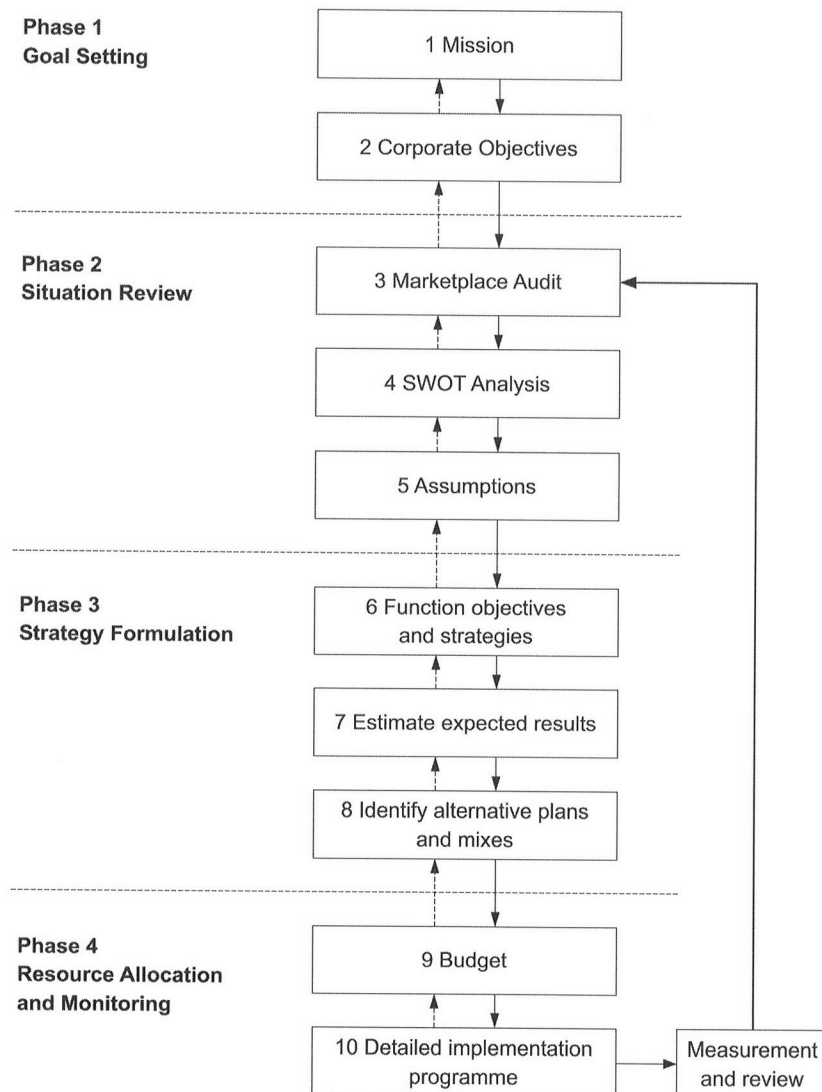 Phase 1
Goal Setting
1 Mission
2 Corporate Objectives
Phase 2
Situation Review
3 Marketplace Audit
4 SWOT Analysis
5 Assumptions
Phase 3
Strategy Formulation
6 Function objectives
and strategies
7 Estimate expected results
8 Identify alternative plans
and mixes
Phase 4
Resource Allocation
and Monitoring
9 Budget
10 Detailed implementation
programme
Measurement
and review